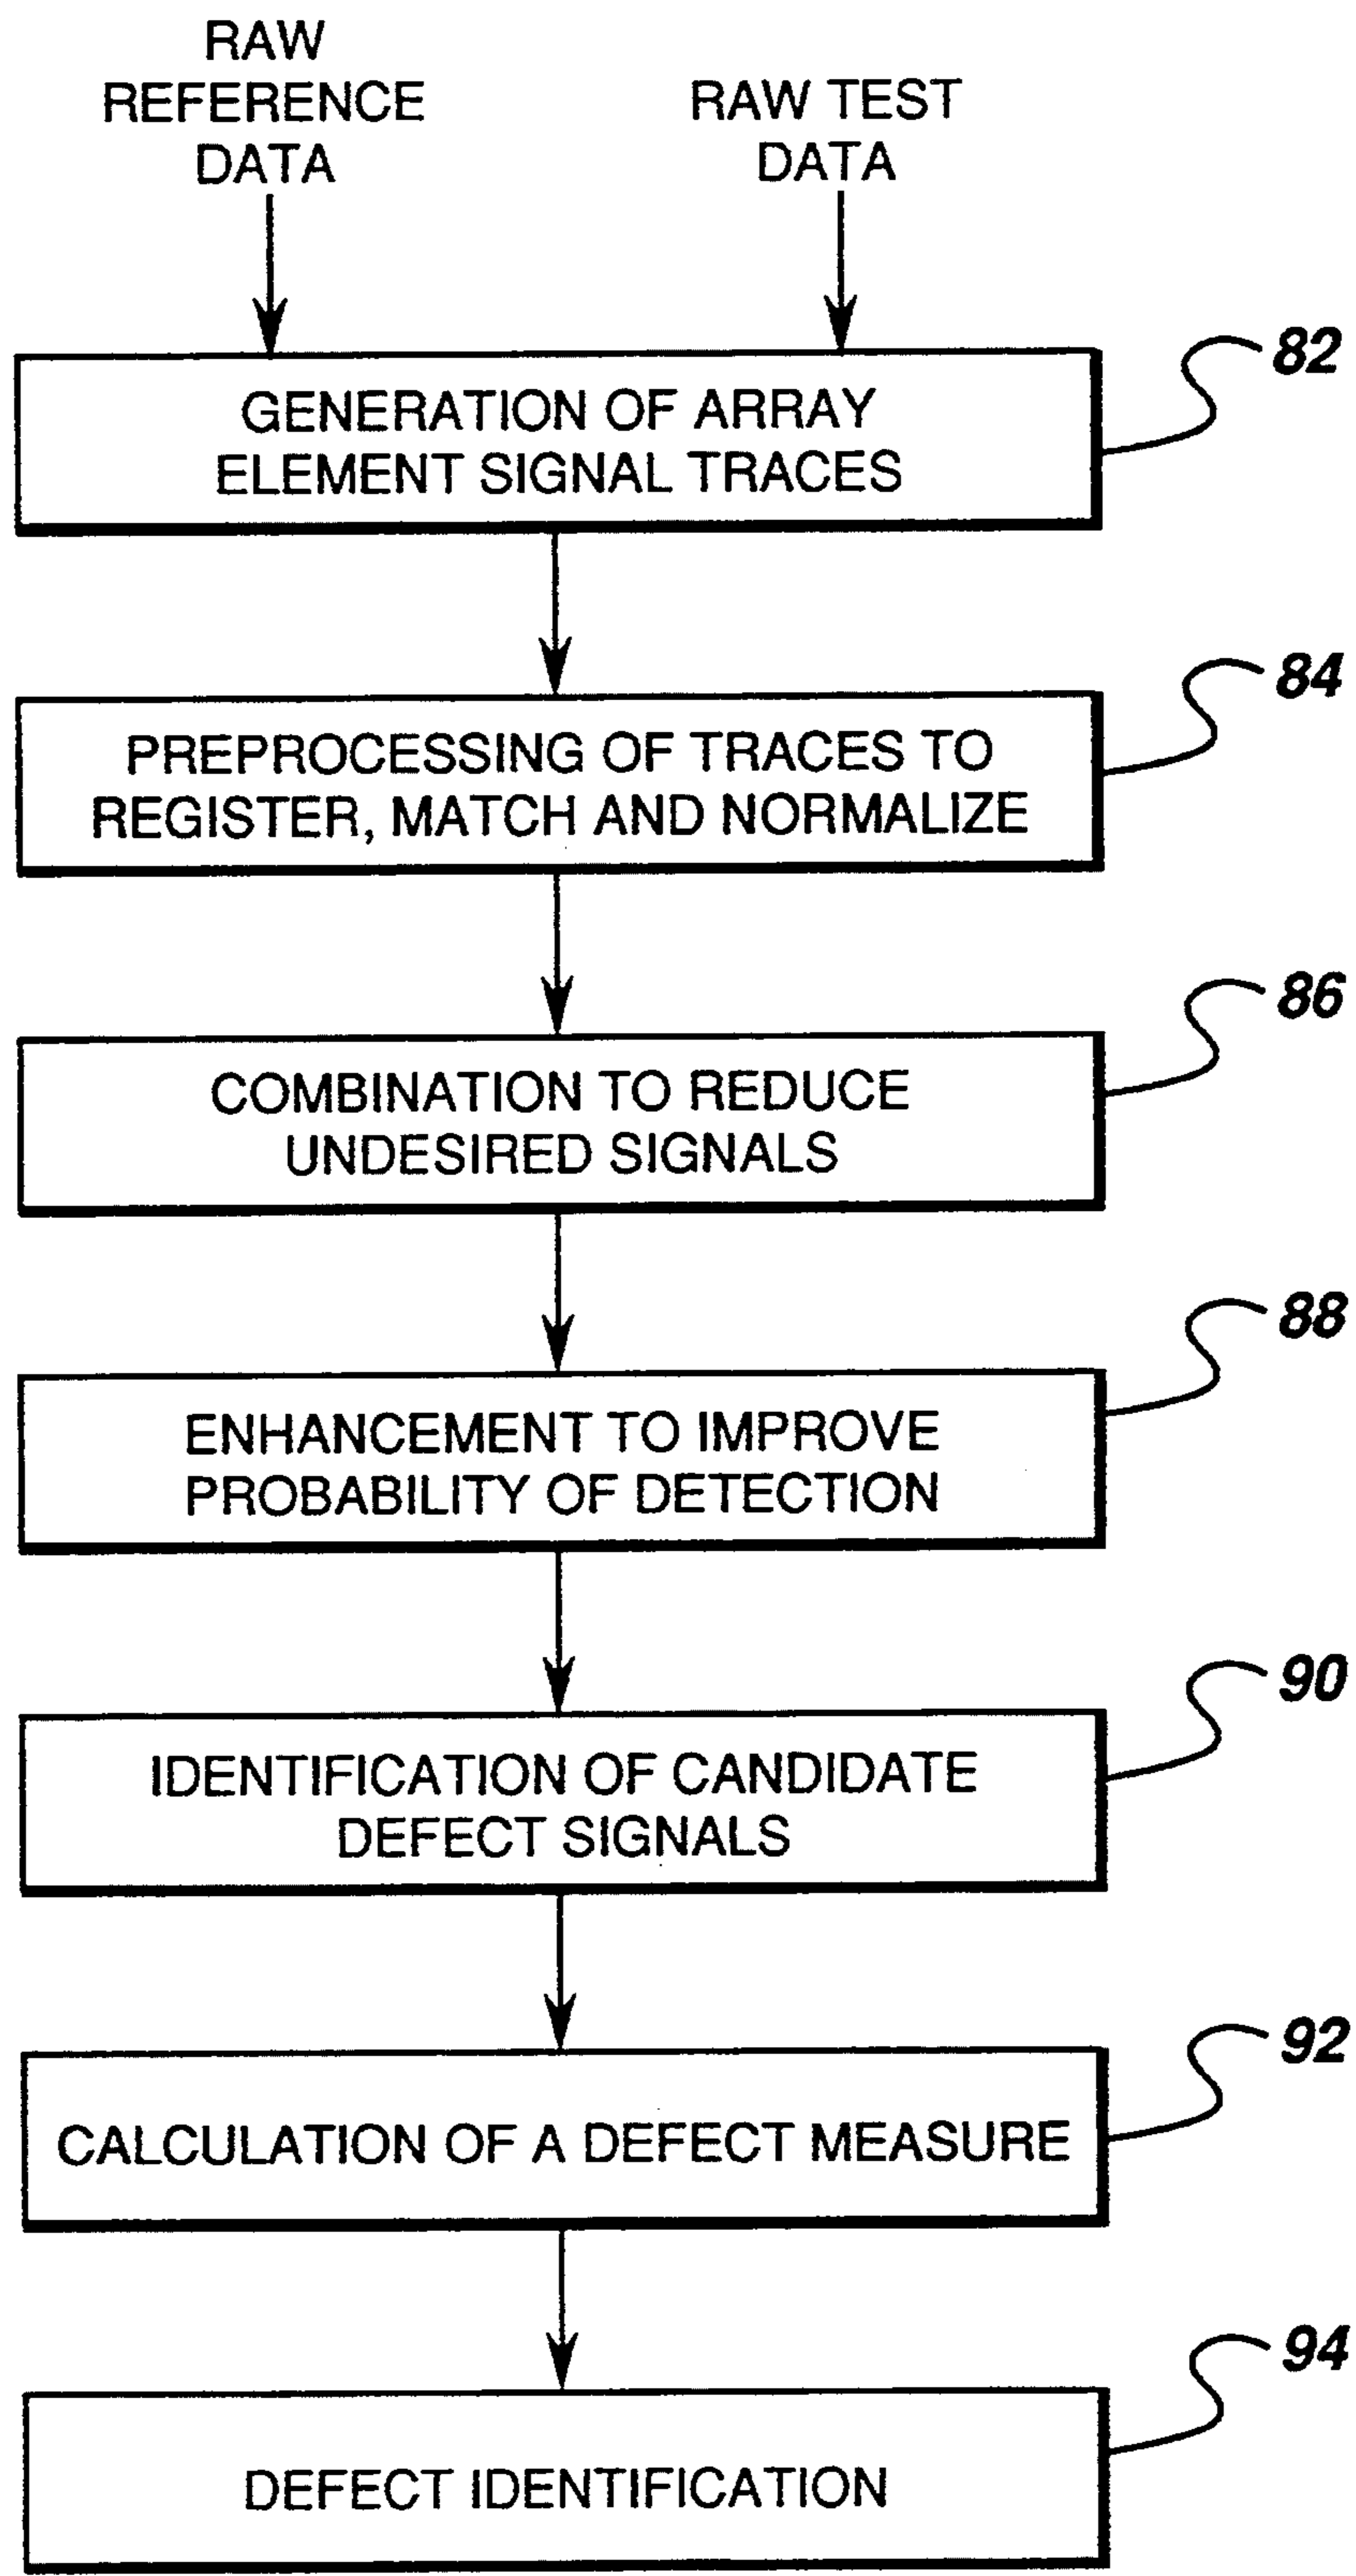 RAW
REFERENCE
DATA
RAW TEST
DATA
82
GENERATION OF ARRAY
ELEMENT SIGNAL TRACES
84
PREPROCESSING OF TRACES TO
REGISTER, MATCH AND NORMALIZE
86
COMBINATION TO REDUCE
UNDESIRED SIGNALS
88
ENHANCEMENT TO IMPROVE
PROBABILITY OF DETECTION
90
IDENTIFICATION OF CANDIDATE
DEFECT SIGNALS
92
CALCULATION OF A DEFECT MEASURE
94
DEFECT IDENTIFICATION